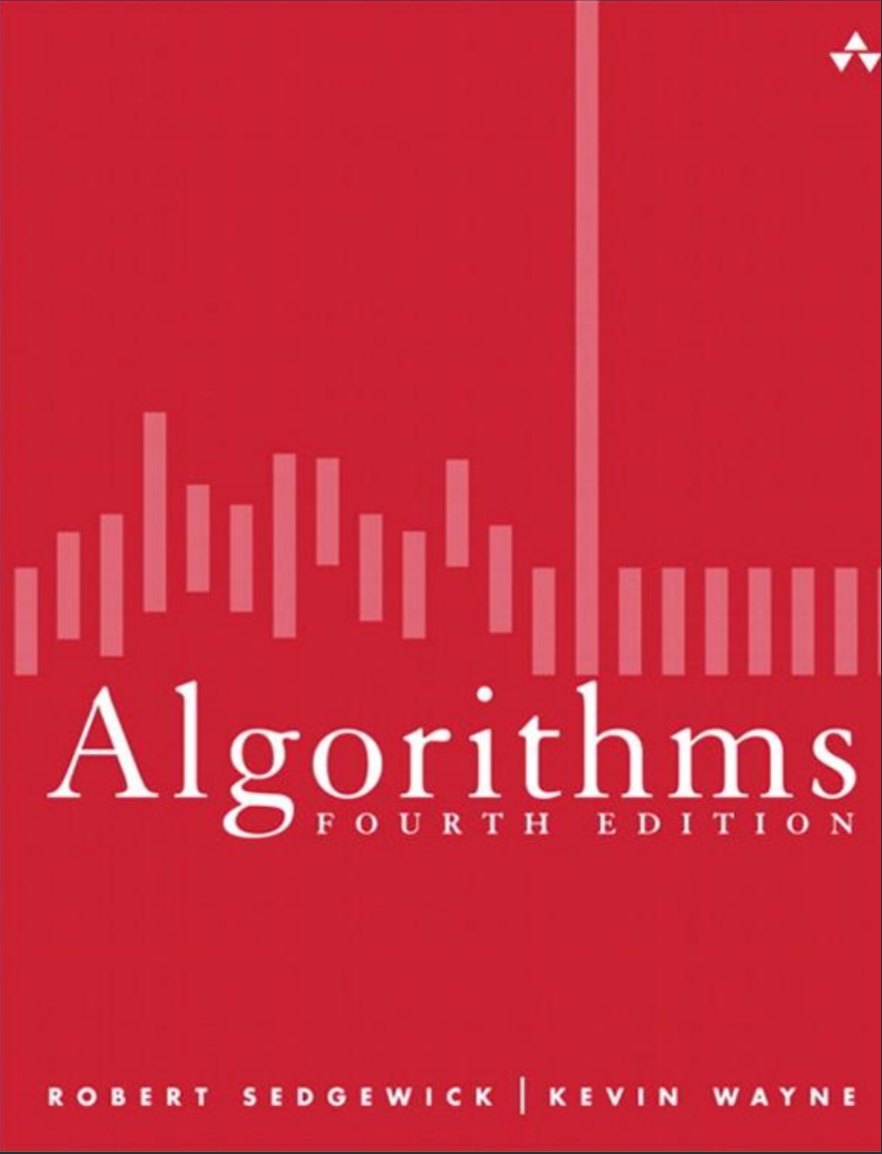 Algorithms
FOURTH EDITION
ROBERT SEDGEWICK | KEVIN WAYNE